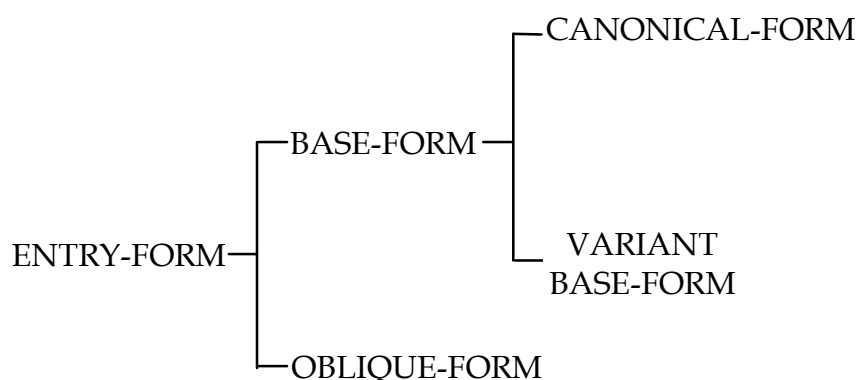 CANONICAL-FORM
BASE-FORM
ENTRY-FORM
VARIANT
BASE-FORM
OBLIQUE-FORM